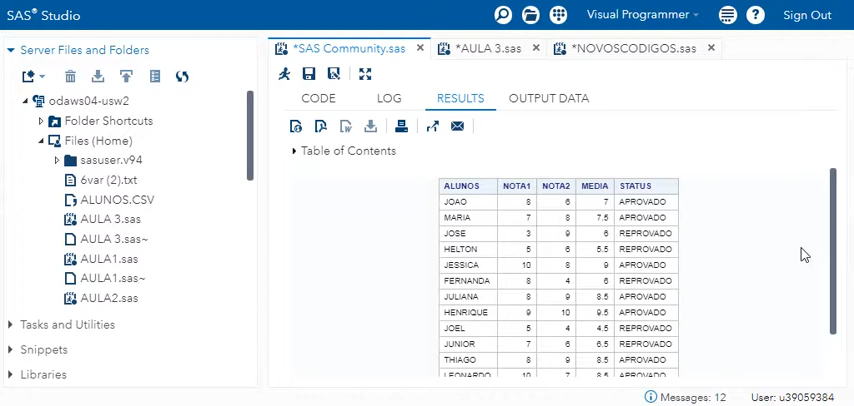 SAS® Studio
Visual Programmer
Sign Out
Server Files and Folders
odaws04-usw2
Folder Shortcuts
Files (Home)
sasuser.v94
6var (2).txt
ALUNOS.CSV
AULA 3.sas
AULA 3.sas~
AULA1.sas
AULA1.sas~
AULA2.sas
Tasks and Utilities
Snippets
Libraries
*SAS Community.sas
*AULA 3.sas
*NOVOSCODIGOS.sas
CODE LOG RESULTS OUTPUT DATA
Table of Contents
ALUNOS NOTA1 NOTA2 MEDIA STATUS
JOAO 8 6 7 APROVADO
MARIA 7 8 7.5 APROVADO
JOSE 3 9 6 REPROVADO
HELTON 5 6 5.5 REPROVADO
JESSICA 10 8 9 APROVADO
FERNANDA 8 4 6 REPROVADO
JULIANA 8 9 8.5 APROVADO
HENRIQUE 9 10 9.5 APROVADO
JOEL 5 4 4.5 REPROVADO
JUNIOR 7 6 6.5 REPROVADO
THIAGO 8 9 8.5 APROVADO
LEONARDO 10 7 8.5 APROVADO
Messages: 12
User: u39059384